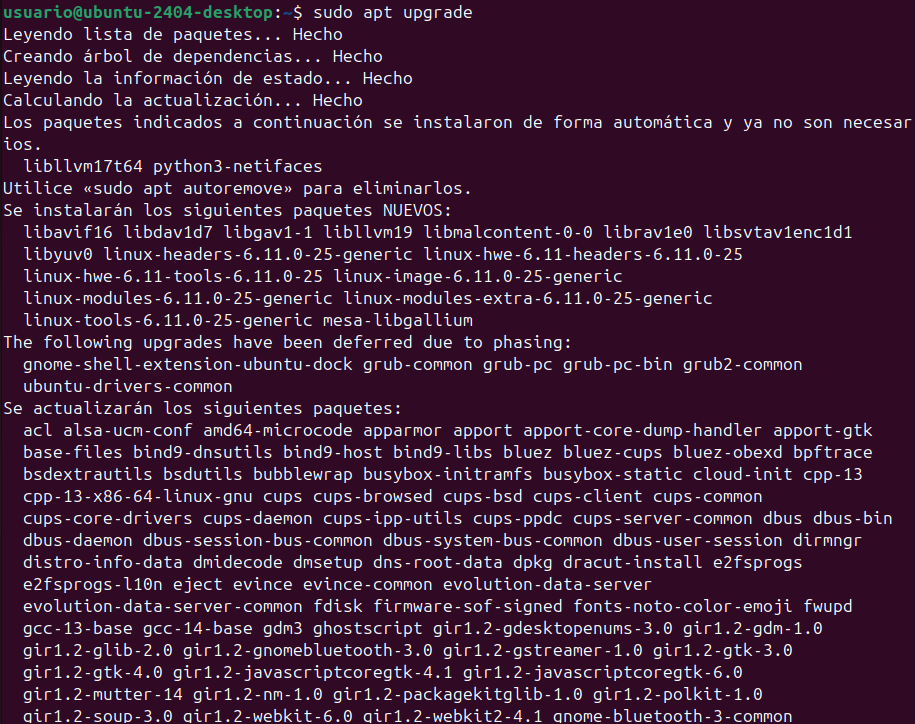 usuario@ubuntu-2404-desktop:~$ sudo apt upgrade
Leyendo lista de paquetes... Hecho
Creando árbol de dependencias... Hecho
Leyendo la información de estado... Hecho
Calculando la actualización... Hecho
Los paquetes indicados a continuación se instalaron de forma automática y ya no son necesar
ios.
libllvm17t64 python3-netifaces
Utilice «sudo apt autoremove» para eliminarlos.
Se instalarán los siguientes paquetes NUEVOS:
libavif16 libdav1d7 libgav1-1 libllvm19 libmalcontent-0-0 librav1e0 libsvtav1enc1d1
libyuv0 linux-headers-6.11.0-25-generic linux-hwe-6.11-headers-6.11.0-25
linux-hwe-6.11-tools-6.11.0-25 linux-image-6.11.0-25-generic
linux-modules-6.11.0-25-generic linux-modules-extra-6.11.0-25-generic
linux-tools-6.11.0-25-generic mesa-libgallium
The following upgrades have been deferred due to phasing:
gnome-shell-extension-ubuntu-dock grub-common grub-pc grub-pc-bin grub2-common
ubuntu-drivers-common
Se actualizarán los siguientes paquetes:
acl alsa-ucm-conf amd64-microcode apparmor apport apport-core-dump-handler apport-gtk
base-files bind9-dnsutils bind9-host bind9-libs bluez bluez-cups bluez-obexd bpftrace
bsdextrautils bsdutils bubblewrap busybox-initramfs busybox-static cloud-init cpp-13
cpp-13-x86-64-linux-gnu cups cups-browsed cups-bsd cups-client cups-common
cups-core-drivers cups-daemon cups-ipp-utils cups-ppdc cups-server-common dbus dbus-bin
dbus-daemon dbus-session-bus-common dbus-system-bus-common dbus-user-session dirmngr
distro-info-data dmidecode dmsetup dns-root-data dpkg dracut-install e2fsprogs
e2fsprogs-l10n eject evince evince-common evolution-data-server
evolution-data-server-common fdisk firmware-sof-signed fonts-noto-color-emoji fwupd
gcc-13-base gcc-14-base gdm3 ghostscript gir1.2-gdesktopenums-3.0 gir1.2-gdm-1.0
gir1.2-glib-2.0 gir1.2-gnomebluetooth-3.0 gir1.2-gstreamer-1.0 gir1.2-gtk-3.0
gir1.2-gtk-4.0 gir1.2-javascriptcoregtk-4.1 gir1.2-javascriptcoregtk-6.0
gir1.2-mutter-14 gir1.2-nm-1.0 gir1.2-packagekitglib-1.0 gir1.2-polkit-1.0
gir1.2-soup-3.0 gir1.2-webkit-6.0 gir1.2-webkit2-4.1 gnome-bluetooth-3-common